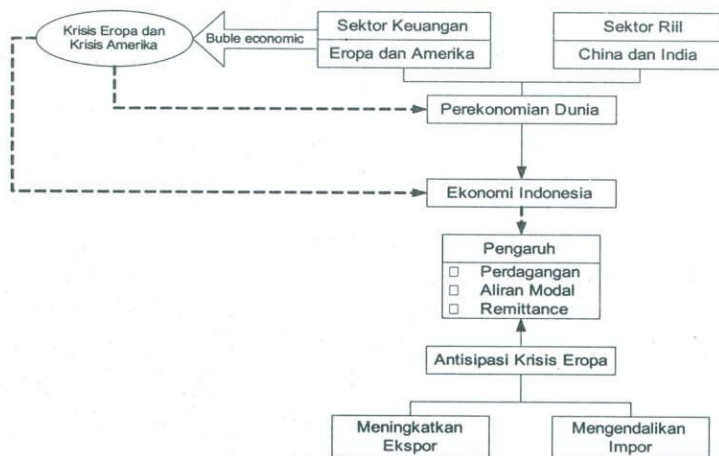 Krisis Eropa dan
Krisis Amerika
Buble economic
Sektor Keuangan
Eropa dan Amerika
Sektor Riil
China dan India
Perekonomian Dunia
Ekonomi Indonesia
Pengaruh
Perdagangan
Aliran Modal
Remittance
Antisipasi Krisis Eropa
Meningkatkan
Ekspor
Mengendalikan
Impor